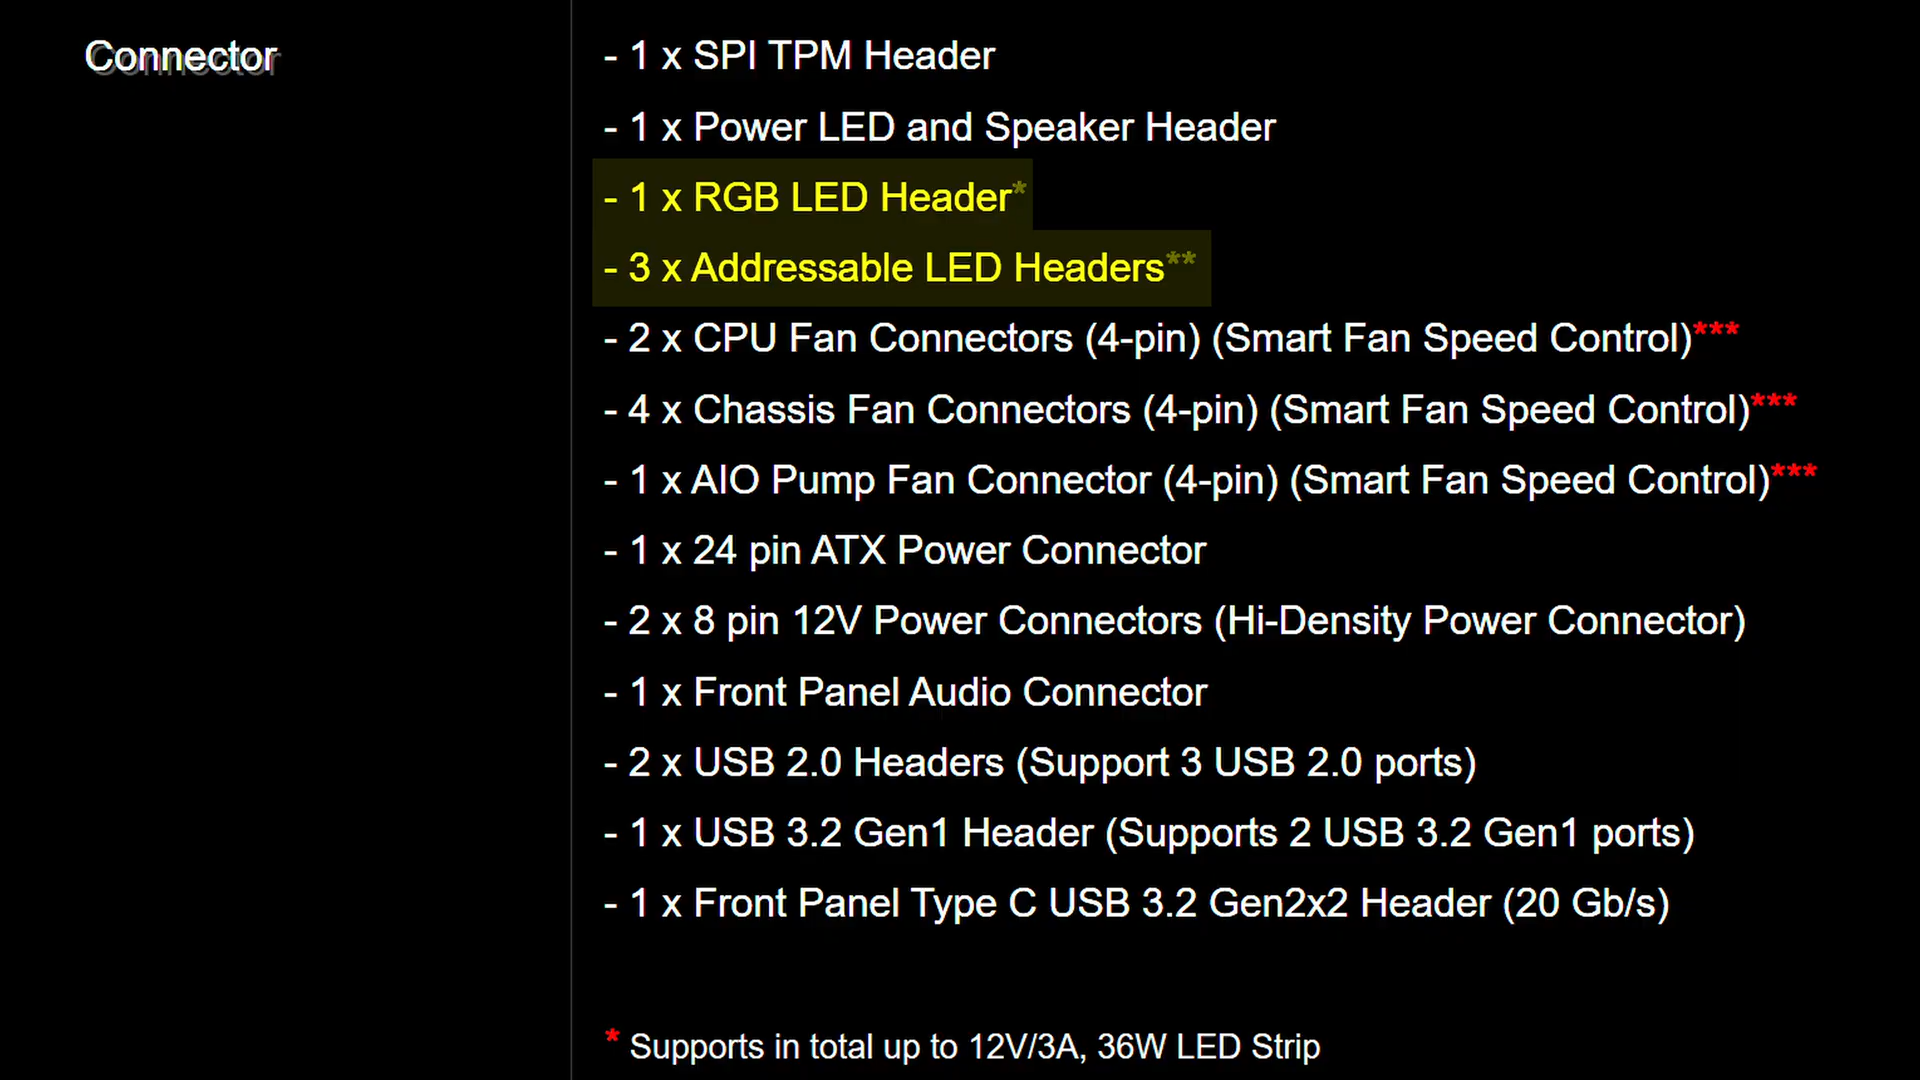 Connector
- 1 x SPI TPM Header
- 1 x Power LED and Speaker Header
- 1 x RGB LED Header*
- 3 x Addressable LED Headers**
- 2 x CPU Fan Connectors (4-pin) (Smart Fan Speed Control)***
- 4 x Chassis Fan Connectors (4-pin) (Smart Fan Speed Control)***
- 1 x AIO Pump Fan Connector (4-pin) (Smart Fan Speed Control)***
- 1 x 24 pin ATX Power Connector
- 2 x 8 pin 12V Power Connectors (Hi-Density Power Connector)
- 1 x Front Panel Audio Connector
- 2 x USB 2.0 Headers (Support 3 USB 2.0 ports)
- 1 x USB 3.2 Gen1 Header (Supports 2 USB 3.2 Gen1 ports)
- 1 x Front Panel Type C USB 3.2 Gen2x2 Header (20 Gb/s)
* Supports in total up to 12V/3A, 36W LED Strip